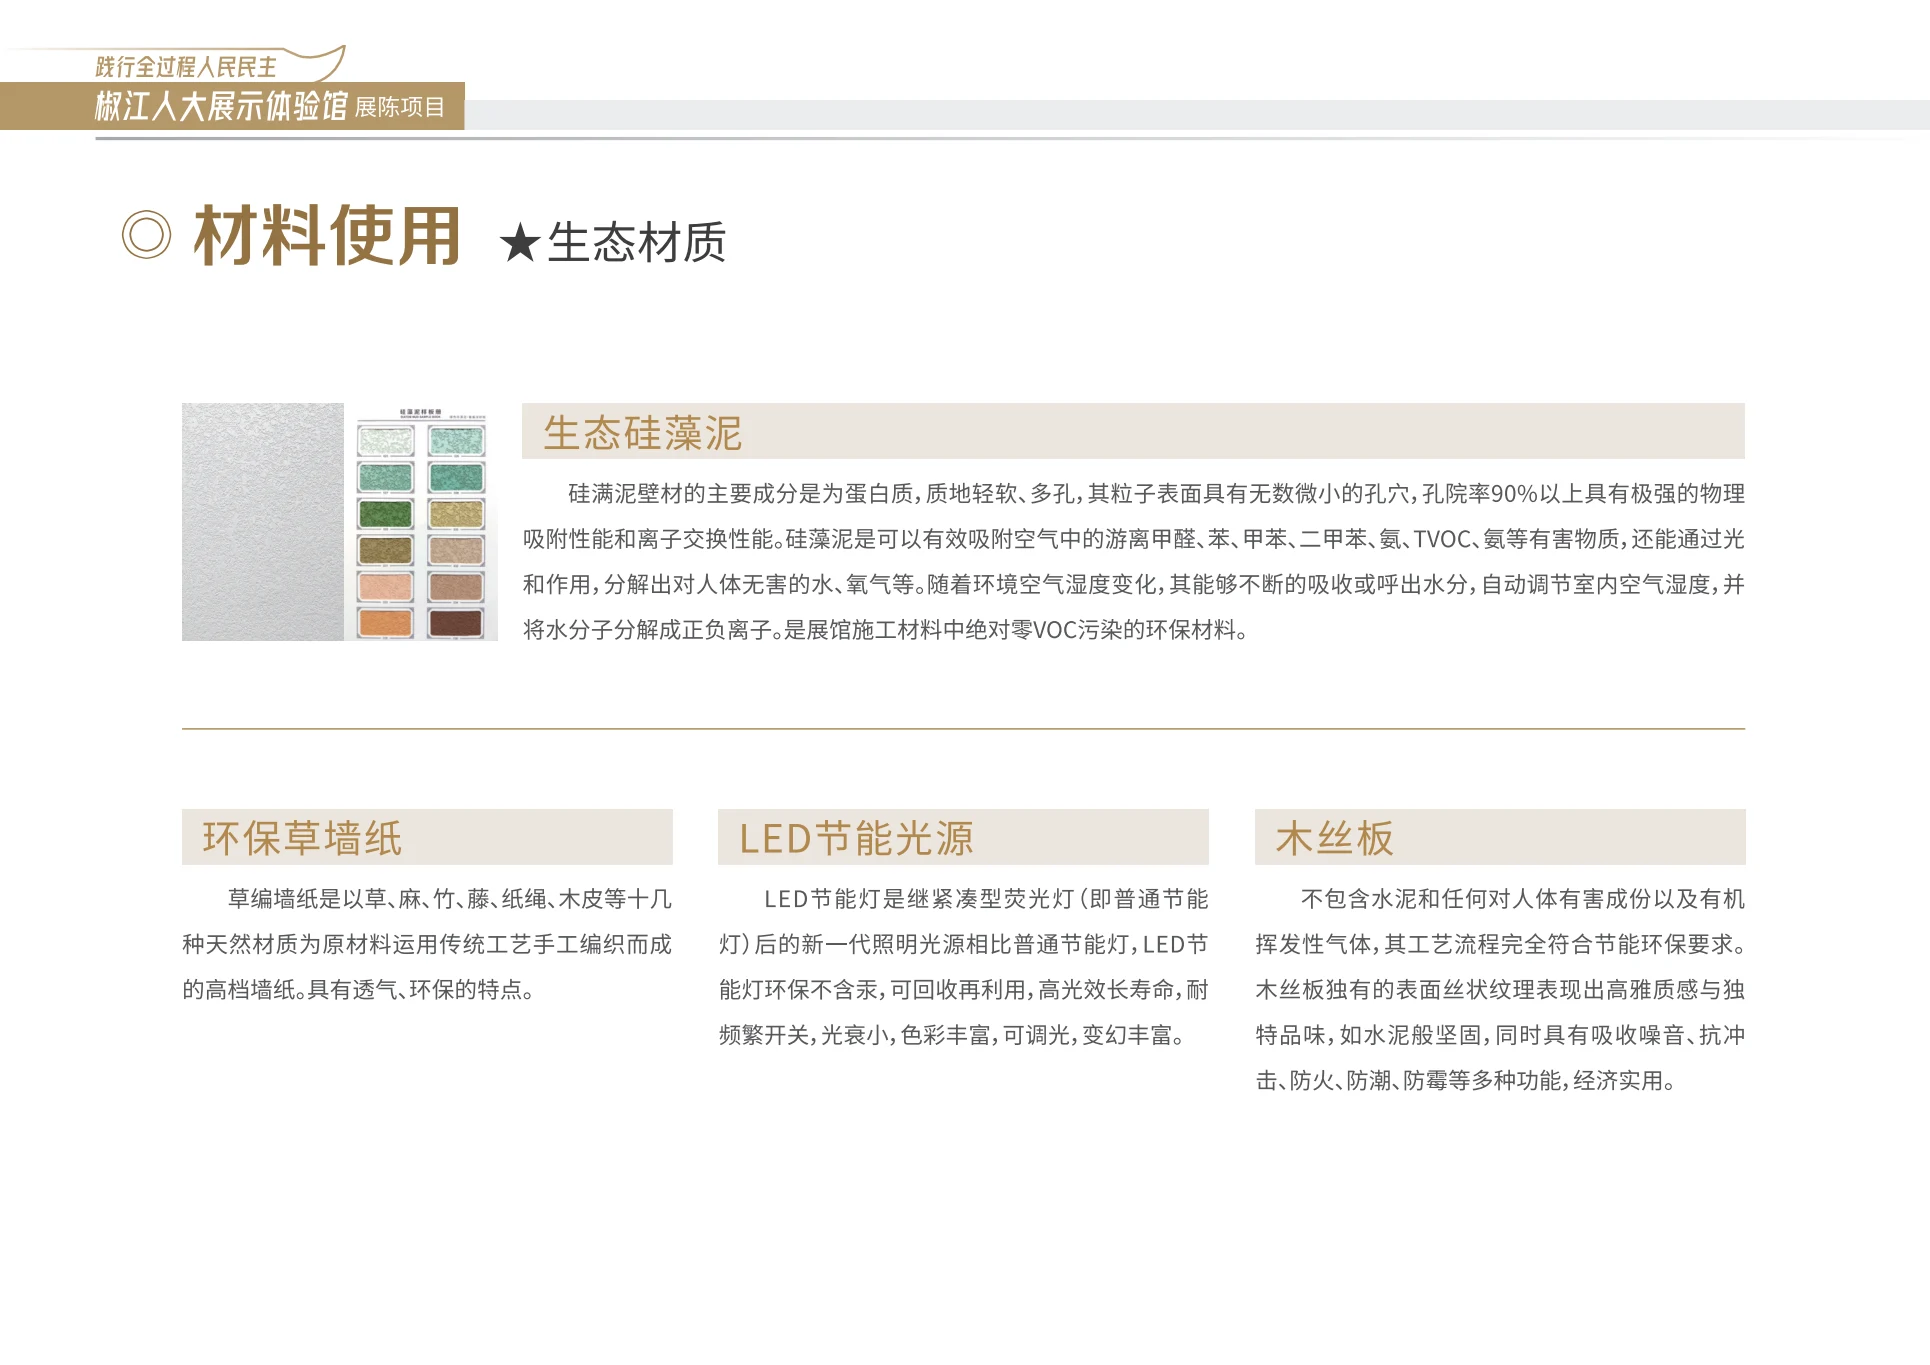 践行全过程人民民主
椒江人大展示体验馆 展陈项目
◎ 材料使用 ★生态材质
硅藻泥样板册
生态硅藻泥
硅满泥壁材的主要成分是为蛋白质，质地轻软、多孔，其粒子表面具有无数微小的孔穴，孔院率90%以上具有极强的物理
吸附性能和离子交换性能。硅藻泥是可以有效吸附空气中的游离甲醛、苯、甲苯、二甲苯、氨、TVOC、氨等有害物质，还能通过光
和作用，分解出对人体无害的水、氧气等。随着环境空气湿度变化，其能够不断的吸收或呼出水分，自动调节室内空气湿度，并
将水分子分解成正负离子。是展馆施工材料中绝对零VOC污染的环保材料。
环保草墙纸
草编墙纸是以草、麻、竹、藤、纸绳、木皮等十几
种天然材质为原材料运用传统工艺手工编织而成
的高档墙纸。具有透气、环保的特点。
LED节能光源
LED节能灯是继紧凑型荧光灯（即普通节能
灯）后的新一代照明光源相比普通节能灯，LED节
能灯环保不含汞，可回收再利用，高光效长寿命，耐
频繁开关，光衰小，色彩丰富，可调光，变幻丰富。
木丝板
不包含水泥和任何对人体有害成份以及有机
挥发性气体，其工艺流程完全符合节能环保要求。
木丝板独有的表面丝状纹理表现出高雅质感与独
特品味，如水泥般坚固，同时具有吸收噪音、抗冲
击、防火、防潮、防霉等多种功能，经济实用。